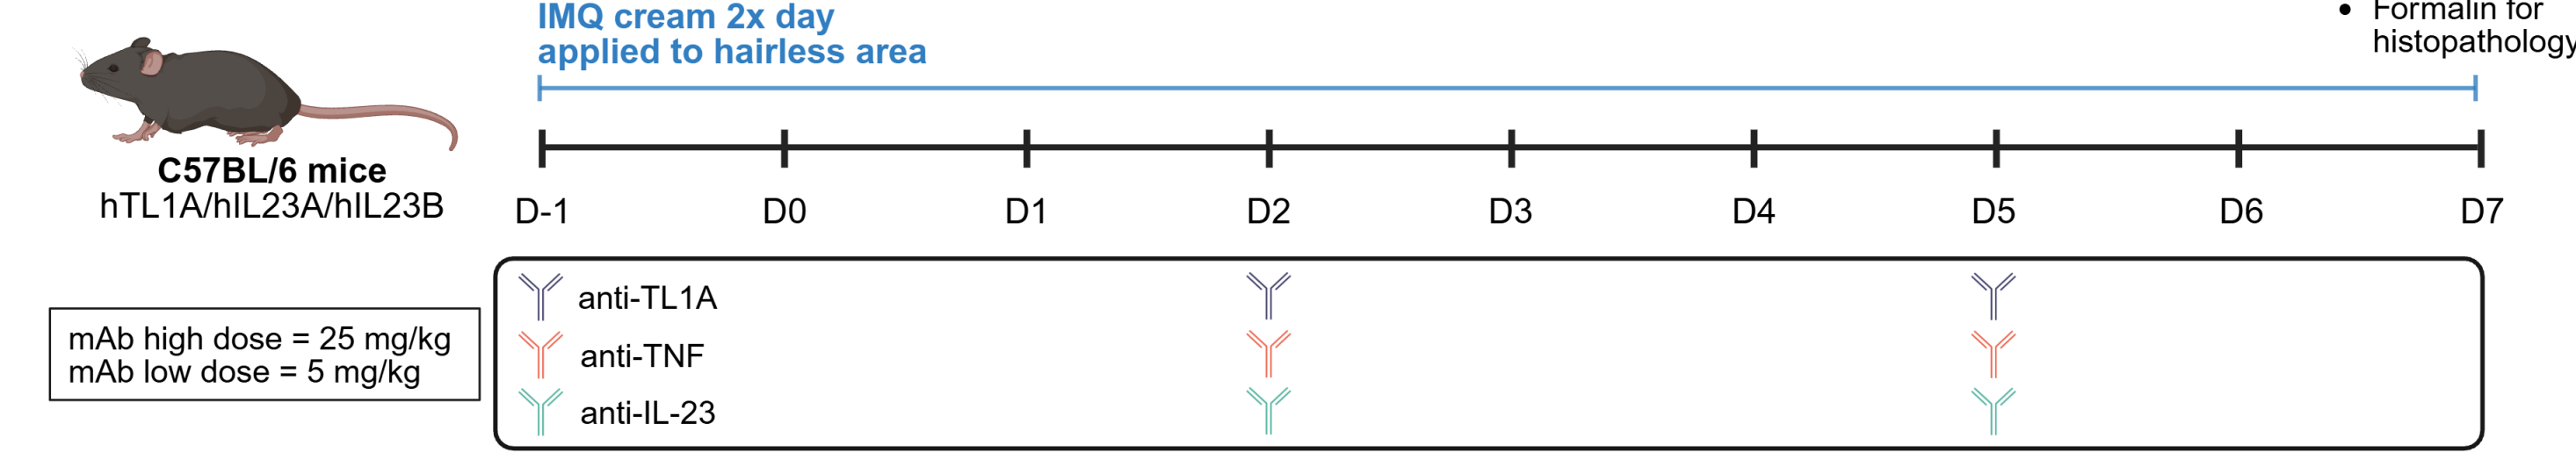 IMQ cream 2x day
applied to hairless area
• Formalin for
histopathology
C57BL/6 mice
hTL1A/hIL23A/hIL23B
D-1 D0 D1 D2 D3 D4 D5 D6 D7
mAb high dose = 25 mg/kg
mAb low dose = 5 mg/kg
anti-TL1A
anti-TNF
anti-IL-23